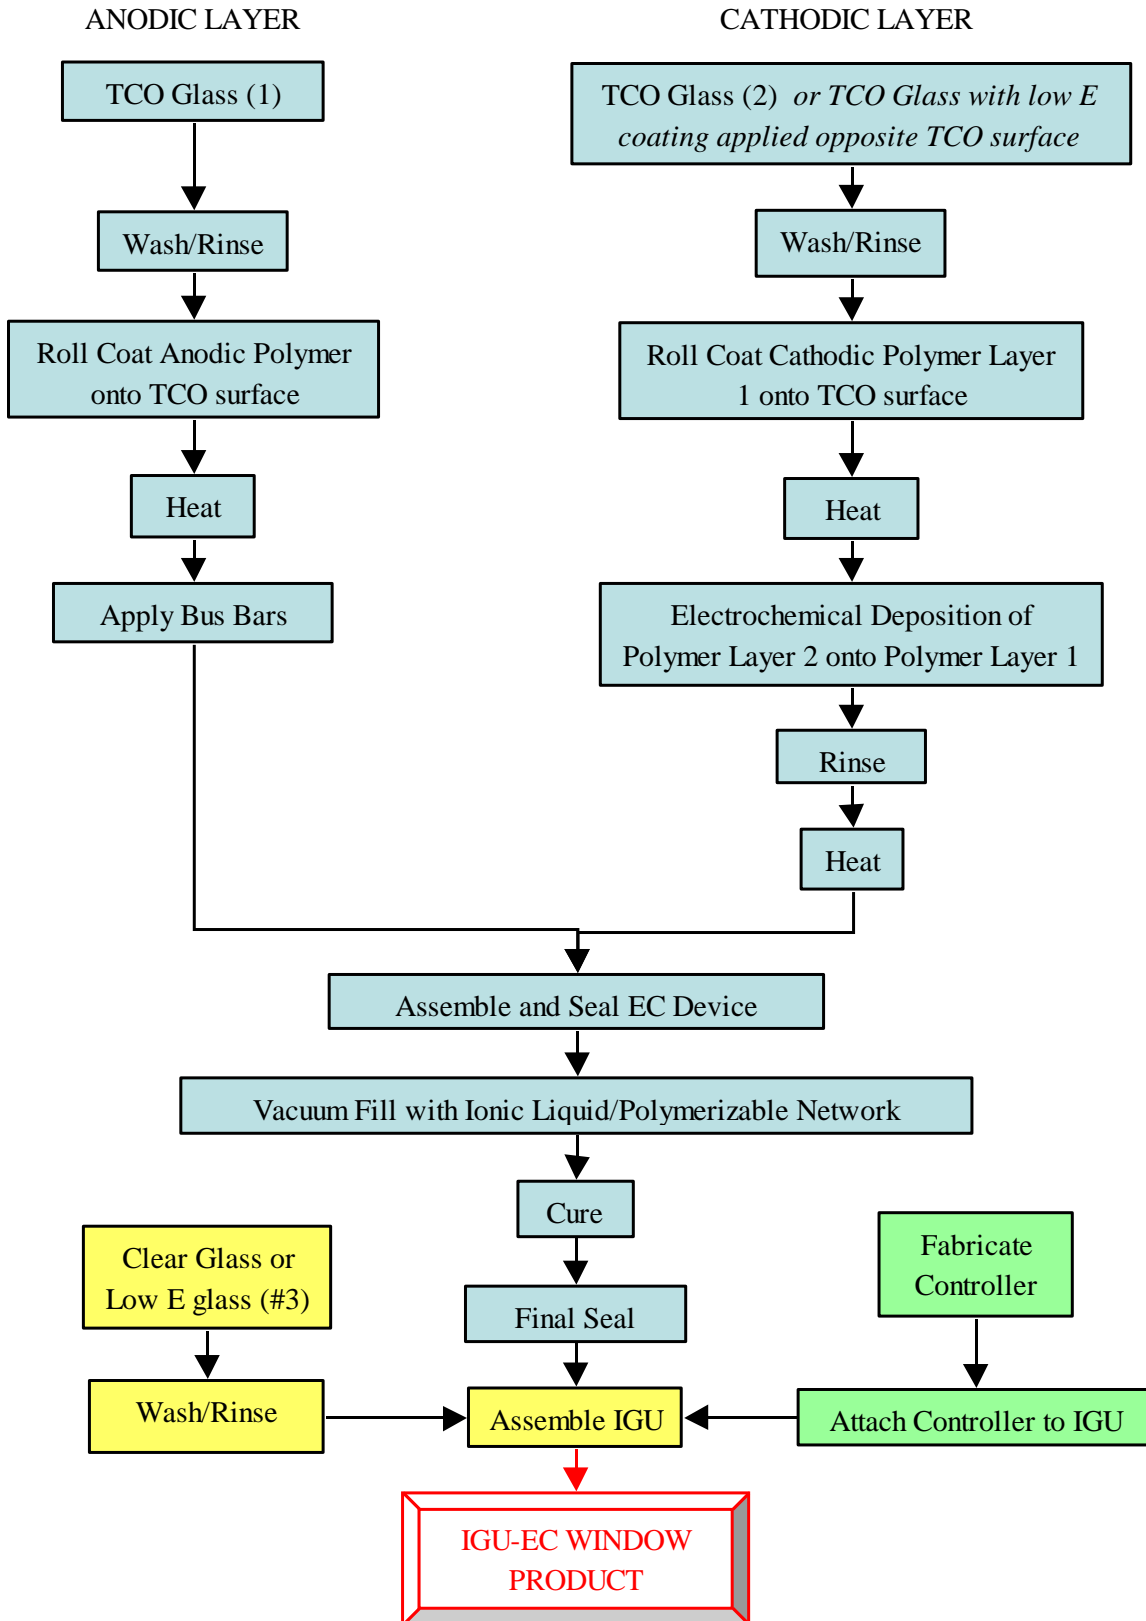 ANODIC LAYER
CATHODIC LAYER
TCO Glass (1)
TCO Glass (2) or TCO Glass with low E
coating applied opposite TCO surface
Wash/Rinse
Wash/Rinse
Roll Coat Anodic Polymer
onto TCO surface
Roll Coat Cathodic Polymer Layer
1 onto TCO surface
Heat
Heat
Apply Bus Bars
Electrochemical Deposition of
Polymer Layer 2 onto Polymer Layer 1
Rinse
Heat
Assemble and Seal EC Device
Vacuum Fill with Ionic Liquid/Polymerizable Network
Cure
Clear Glass or
Low E glass (#3)
Fabricate
Controller
Final Seal
Wash/Rinse
Assemble IGU
Attach Controller to IGU
IGU-EC WINDOW
PRODUCT